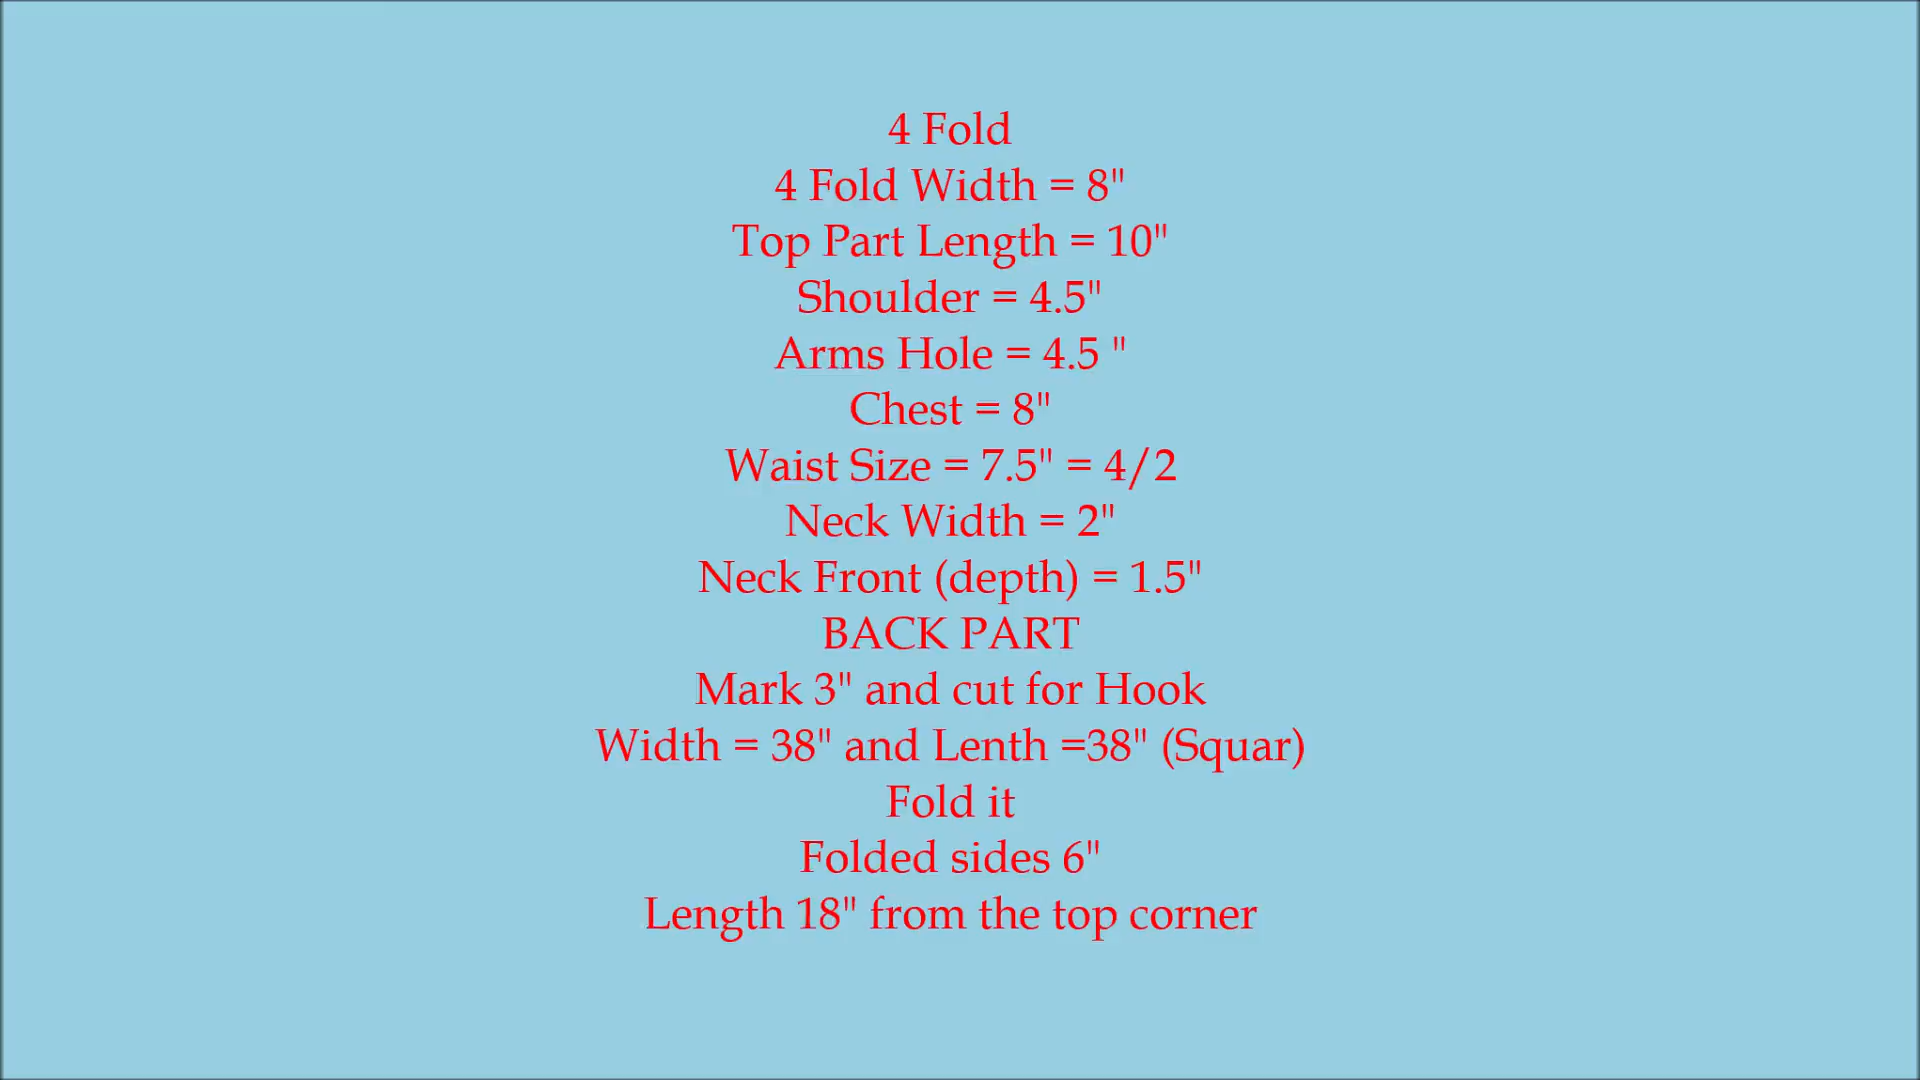 4 Fold
4 Fold Width = 8"
Top Part Length = 10"
Shoulder = 4.5"
Arms Hole = 4.5 "
Chest = 8"
Waist Size = 7.5" = 4/2
Neck Width = 2"
Neck Front (depth) = 1.5"
BACK PART
Mark 3" and cut for Hook
Width = 38" and Lenth =38" (Squar)
Fold it
Folded sides 6"
Length 18" from the top corner